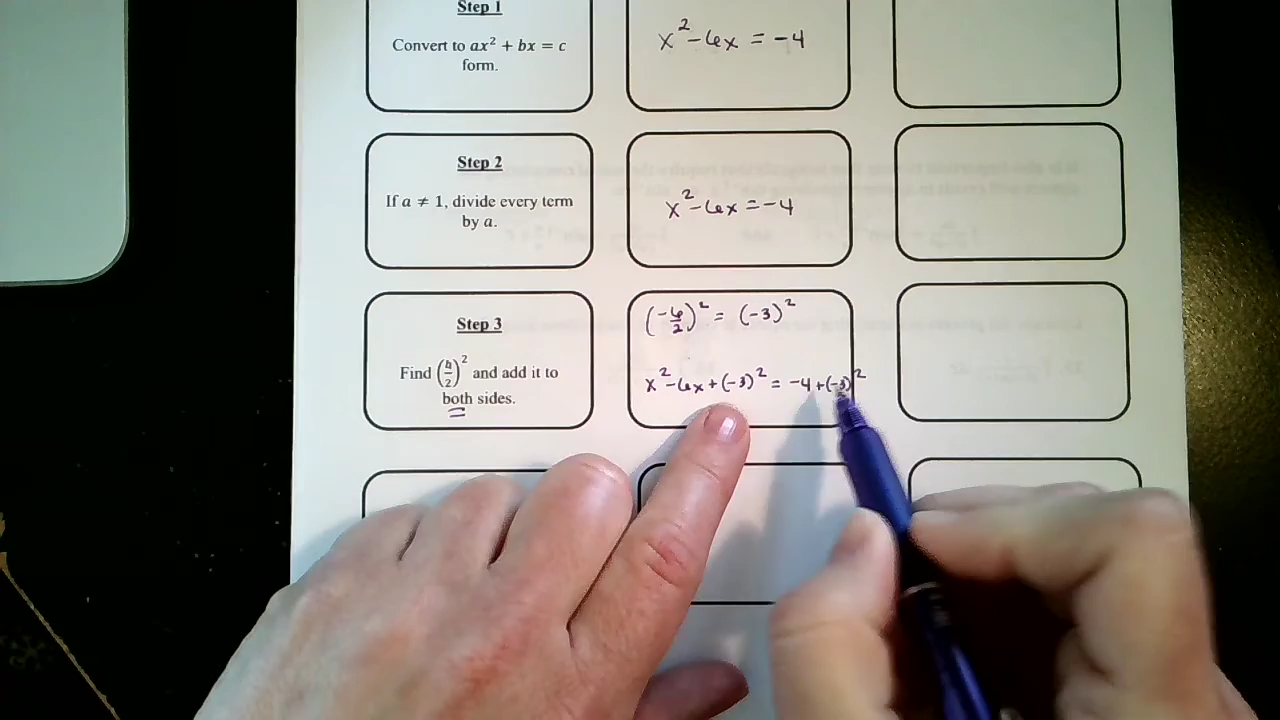 Step 1
Convert to ax² + bx = c
form.
x² - 6x = -4
Step 2
If a ≠ 1, divide every term
by a.
x² - 6x = -4
Step 3
Find (b/2)² and add it to
both sides.
(-6/2)² = (-3)²
x² - 6x + (-3)² = -4 + (-3)²